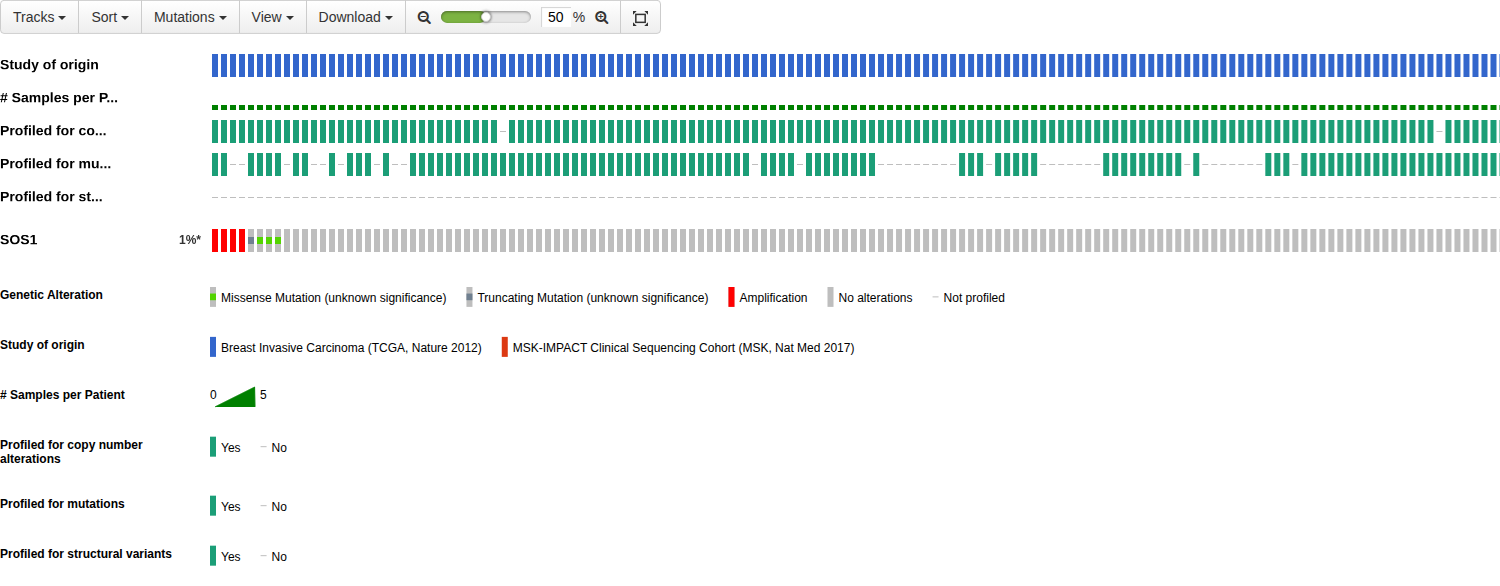 Tracks Sort Mutations View Download 50 %
Study of origin
# Samples per P...
Profiled for co...
Profiled for mu...
Profiled for st...
SOS1 1%*
Genetic Alteration Missense Mutation (unknown significance) Truncating Mutation (unknown significance) Amplification No alterations Not profiled
Study of origin Breast Invasive Carcinoma (TCGA, Nature 2012) MSK-IMPACT Clinical Sequencing Cohort (MSK, Nat Med 2017)
# Samples per Patient 0 5
Profiled for copy number
alterations Yes No
Profiled for mutations Yes No
Profiled for structural variants Yes No